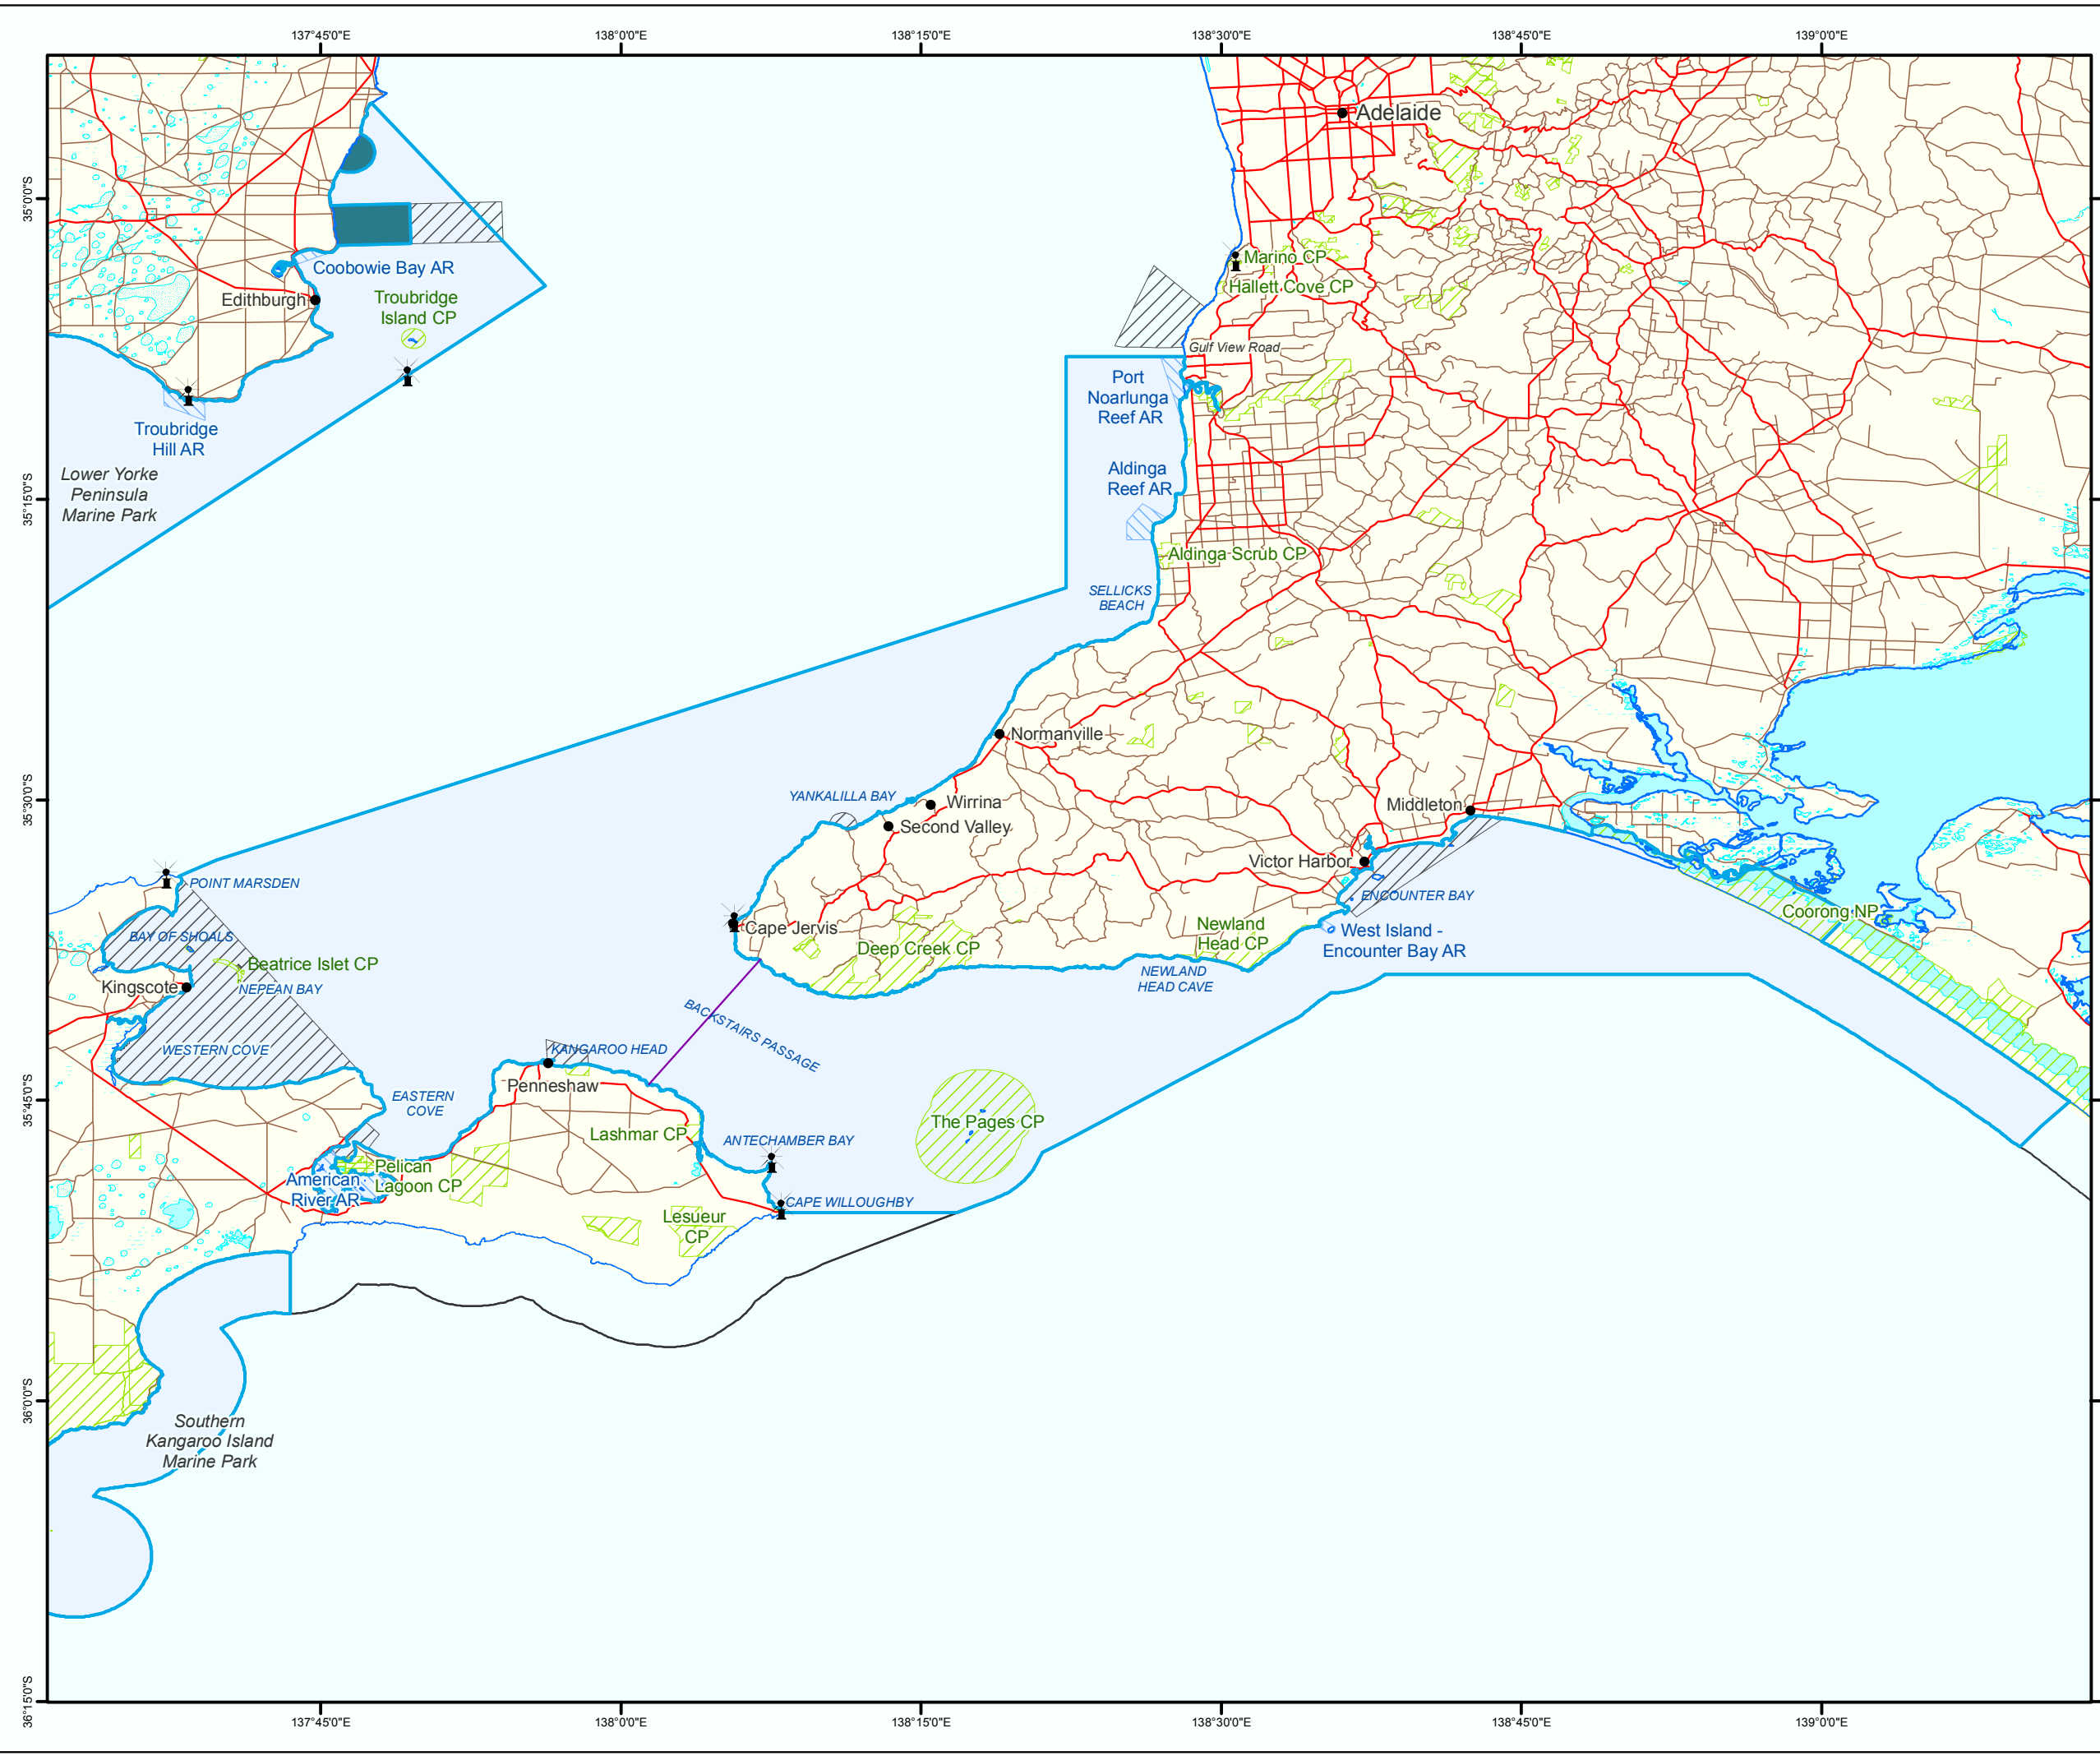 137°45'0"E
138°0'0"E
138°15'0"E
138°30'0"E
138°45'0"E
139°0'0"E
Adelaide
35°0'0"S
Marino CP
Coobowie Bay AR
Hallett Cove CP
Edithburgh
Troubridge
Island CP
Gulf View Road
Port
Noarlunga
Reef AR
Troubridge
Hill AR
Lower Yorke
Peninsula
Marine Park
Aldinga
Reef AR
35°15'0"S
Aldinga Scrub CP
SELLICKS
BEACH
Normanville
35°30'0"S
YANKALILLA BAY
Wirrina
Second Valley
Middleton
Victor Harbor
POINT MARSDEN
ENCOUNTER BAY
Coorong NP
Cape Jervis
BAY OF SHOALS
Deep Creek CP
Newland
Head CP
West Island -
Encounter Bay AR
Beatrice Islet CP
Kingscote
NEPEAN BAY
NEWLAND
HEAD CAVE
BACKSTAIRS PASSAGE
WESTERN COVE
KANGAROO HEAD
Penneshaw
EASTERN
COVE
35°45'0"S
The Pages CP
Lashmar CP
ANTECHAMBER BAY
Pelican
Lagoon CP
American
River AR
CAPE WILLOUGHBY
Lesueur
CP
36°0'0"S
Southern
Kangaroo Island
Marine Park
36°15'0"S
137°45'0"E
138°0'0"E
138°15'0"E
138°30'0"E
138°45'0"E
139°0'0"E